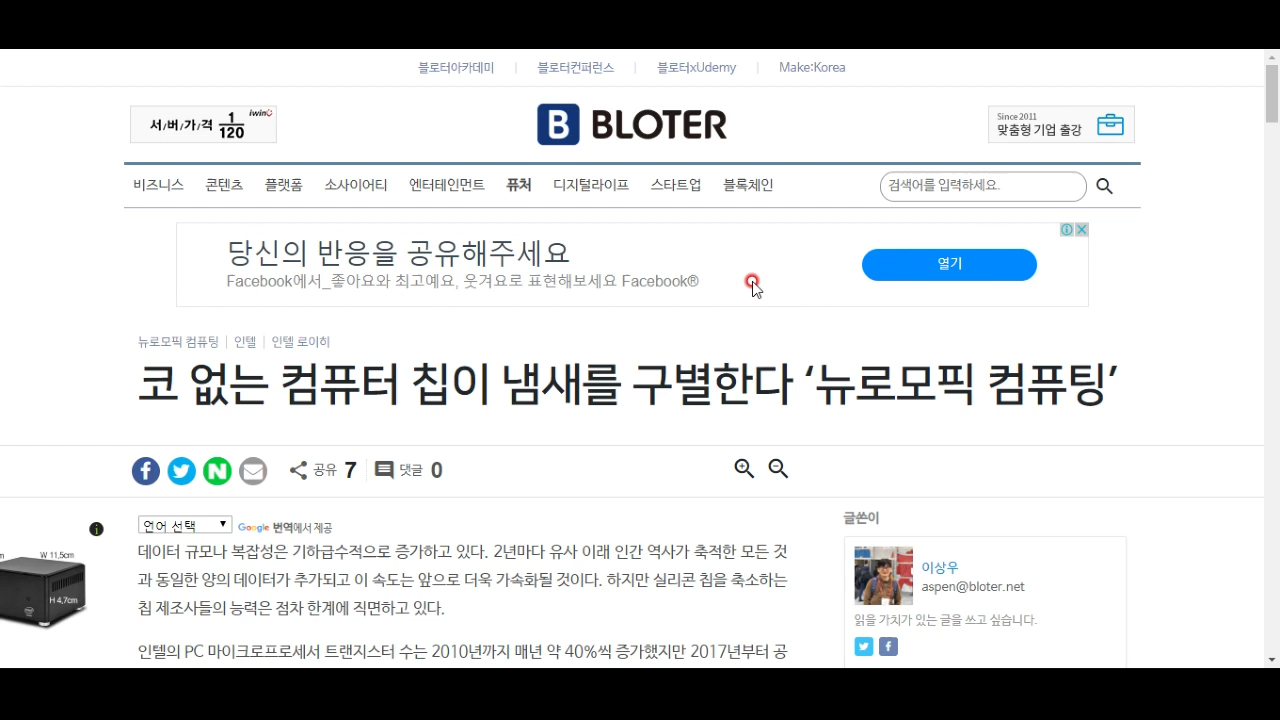 블로터아카데미 | 블로터컨퍼런스 | 블로터xUdemy | Make:Korea
서/버/가격 1/120 iwinv
B BLOTER
Since 2011
맞춤형 기업 출강
비즈니스 콘텐츠 플랫폼 소사이어티 엔터테인먼트 퓨처 디지털라이프 스타트업 블록체인 검색어를 입력하세요.
당신의 반응을 공유해주세요
Facebook에서_좋아요와 최고예요, 웃겨요로 표현해보세요 Facebook®
열기
뉴로모픽 컴퓨팅 | 인텔 | 인텔 로이히
코 없는 컴퓨터 칩이 냄새를 구별한다 ‘뉴로모픽 컴퓨팅’
공유 7 댓글 0
언어 선택 Google 번역에서 제공
데이터 규모나 복잡성은 기하급수적으로 증가하고 있다. 2년마다 유사 이래 인간 역사가 축적한 모든 것
과 동일한 양의 데이터가 추가되고 이 속도는 앞으로 더욱 가속화될 것이다. 하지만 실리콘 칩을 축소하는
칩 제조사들의 능력은 점차 한계에 직면하고 있다.
인텔의 PC 마이크로프로세서 트랜지스터 수는 2010년까지 매년 약 40%씩 증가했지만 2017년부터 공
글쓴이
이상우
aspen@bloter.net
읽을 가치가 있는 글을 쓰고 싶습니다.
W 11,5cm
H 4,7cm